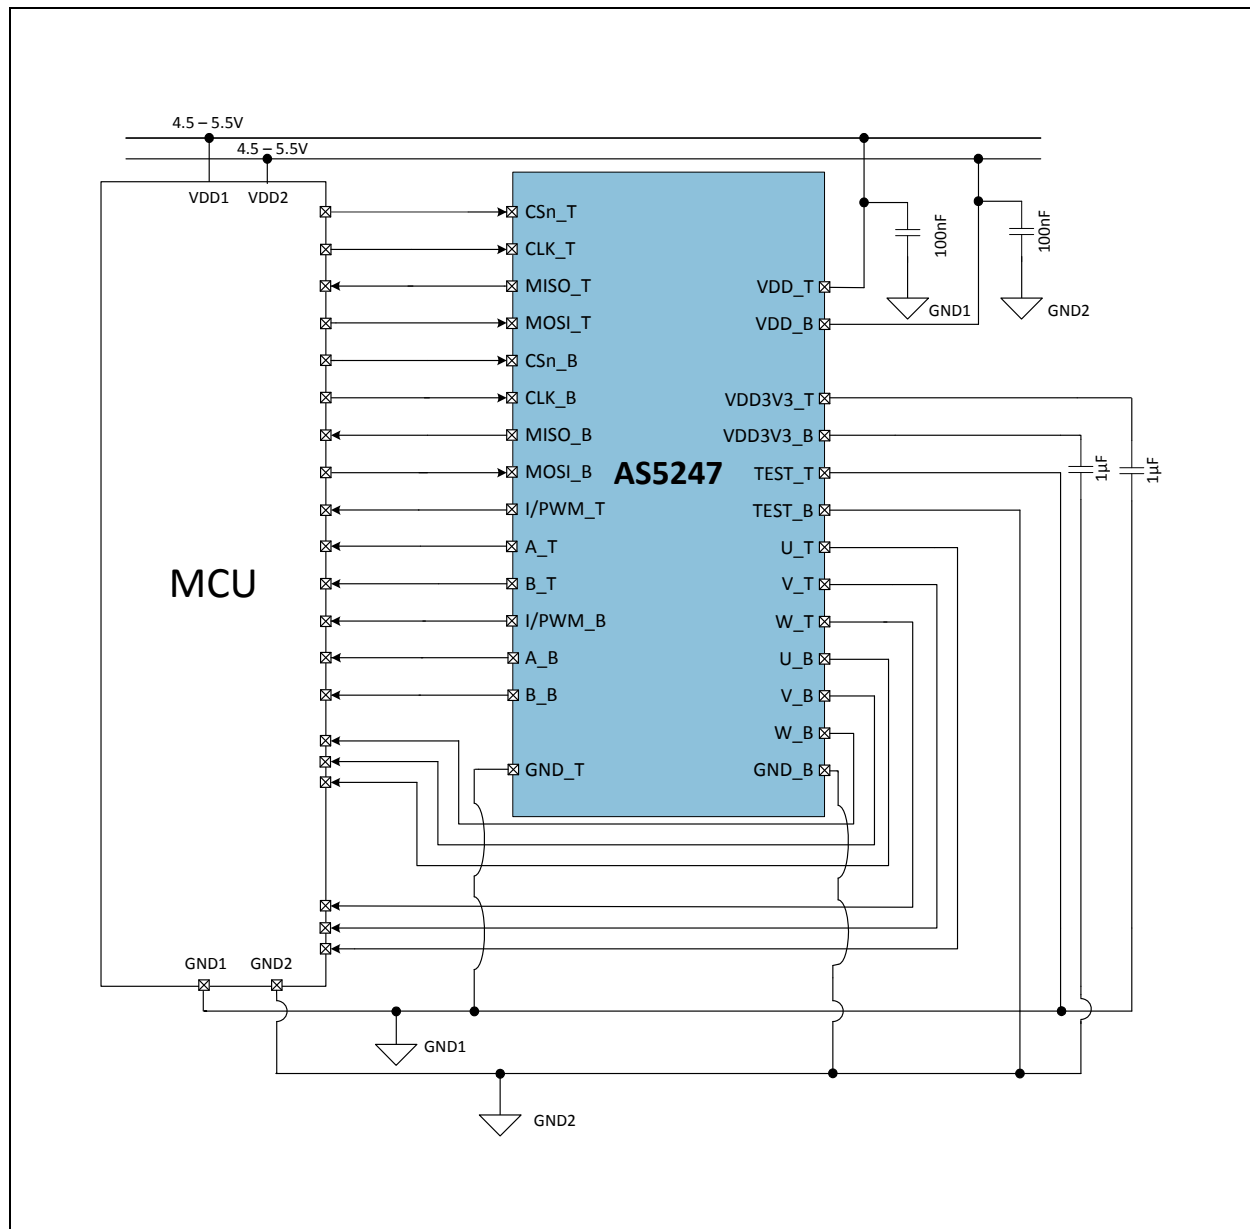 4.5 – 5.5V
4.5 – 5.5V
VDD1
VDD2
CSn_T
CLK_T
MISO_T
MOSI_T
CSn_B
CLK_B
MISO_B
MOSI_B
I/PWM_T
A_T
B_T
I/PWM_B
A_B
B_B
GND_T
MCU
AS5247
VDD_T
VDD_B
VDD3V3_T
VDD3V3_B
TEST_T
TEST_B
U_T
V_T
W_T
U_B
V_B
W_B
GND_B
100nF
100nF
GND1
GND2
1µF
1µF
GND1
GND2
GND1
GND2